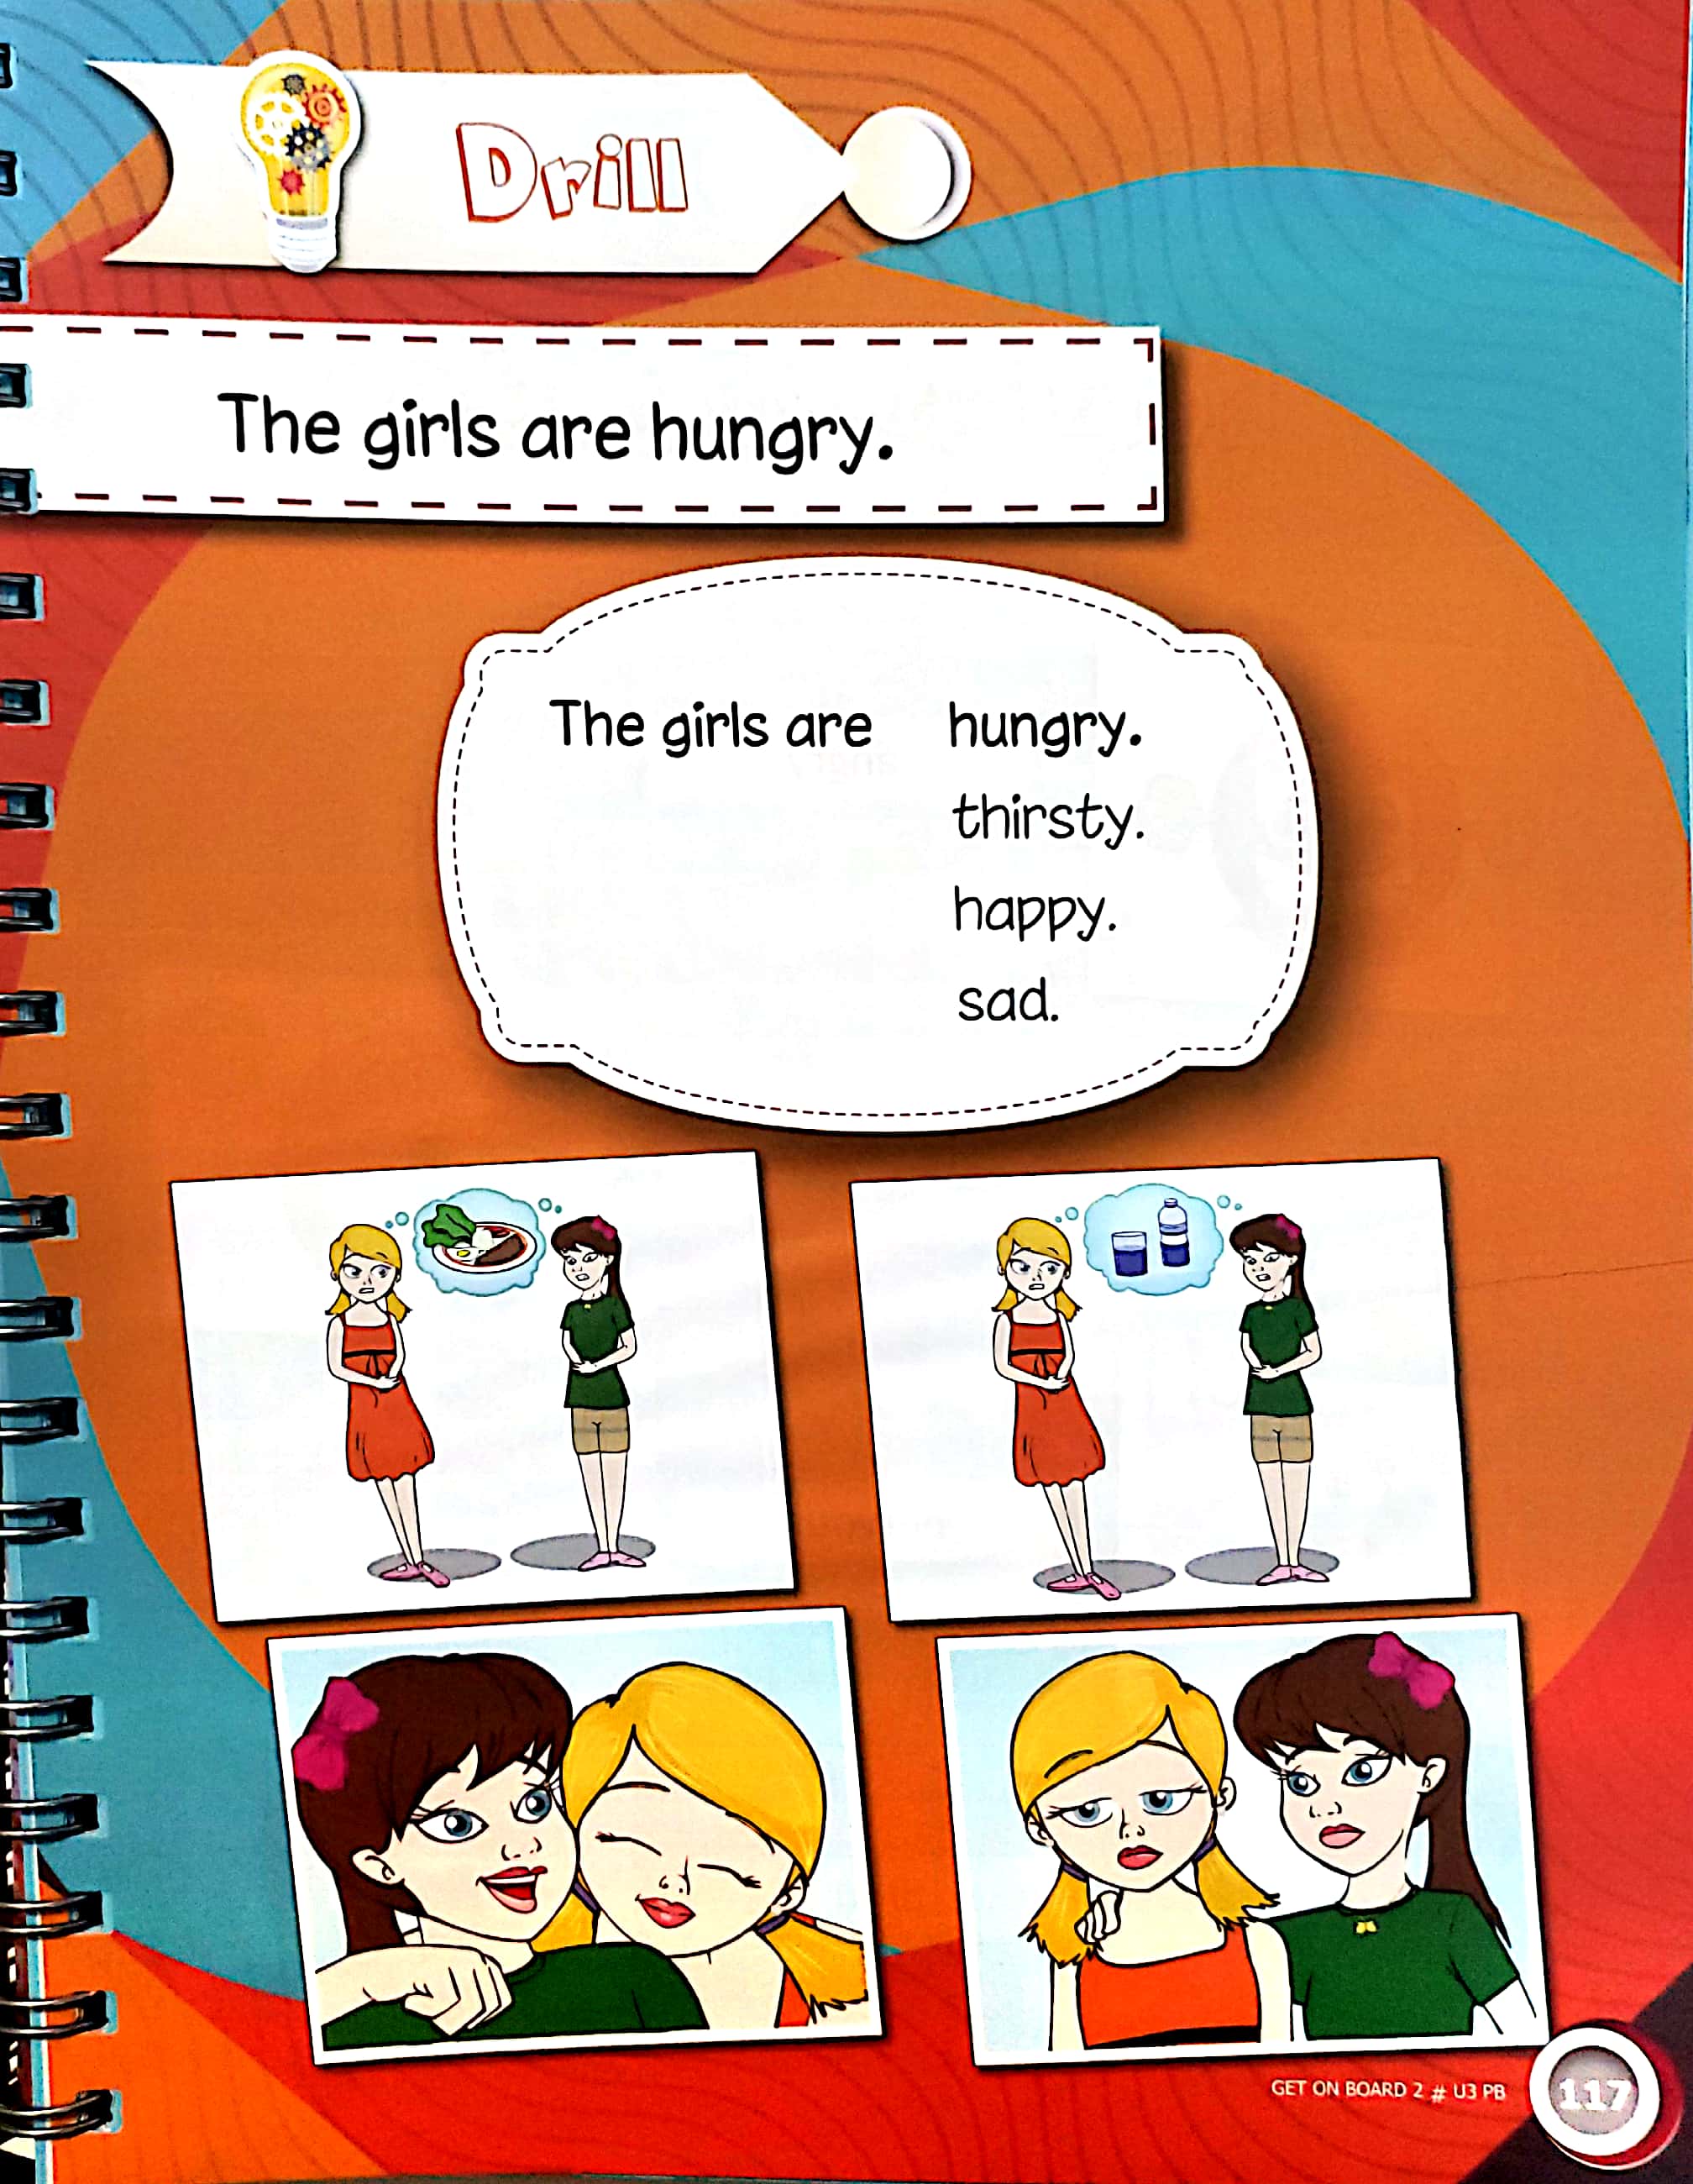 Drill
The girls are hungry.
The girls are hungry.
thirsty.
happy.
sad.
GET ON BOARD 2 # U3 PB
117